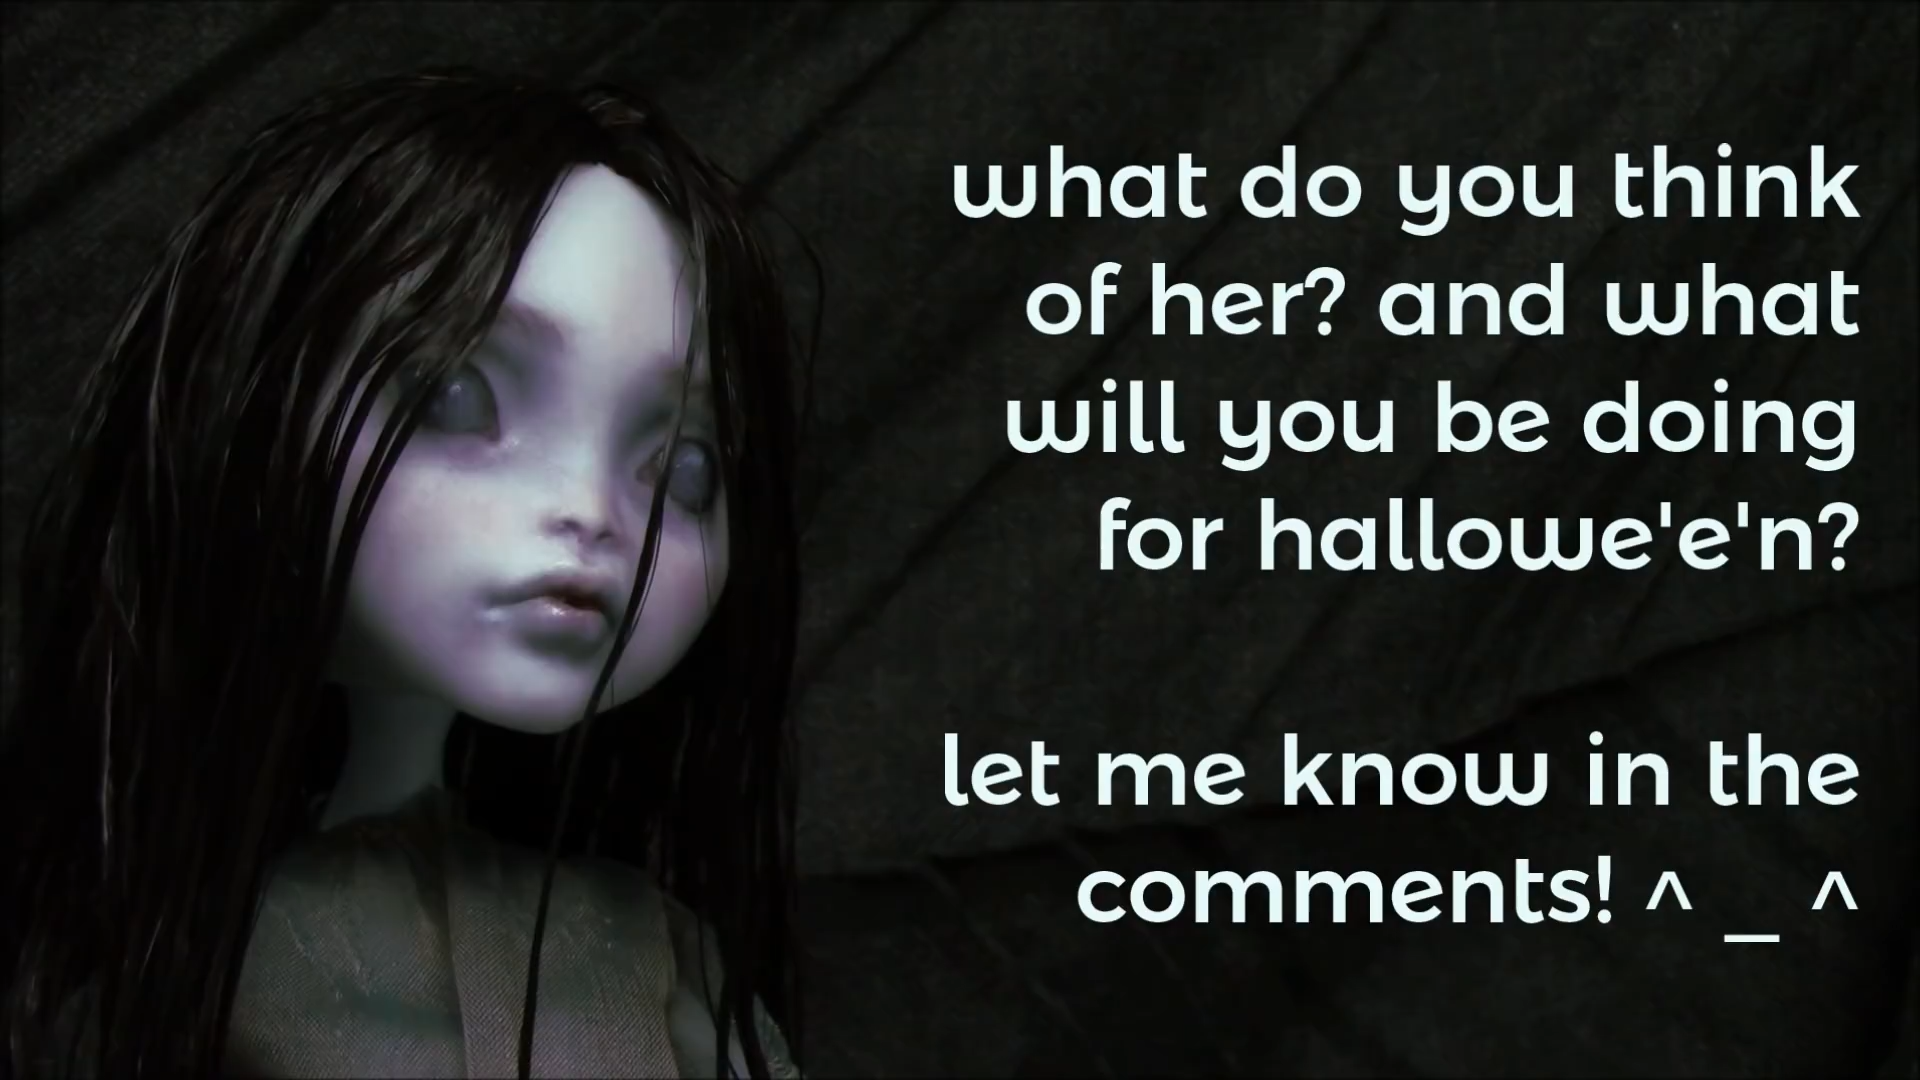 what do you think
of her? and what
will you be doing
for hallowe'e'n?
let me know in the
comments! ^ _ ^